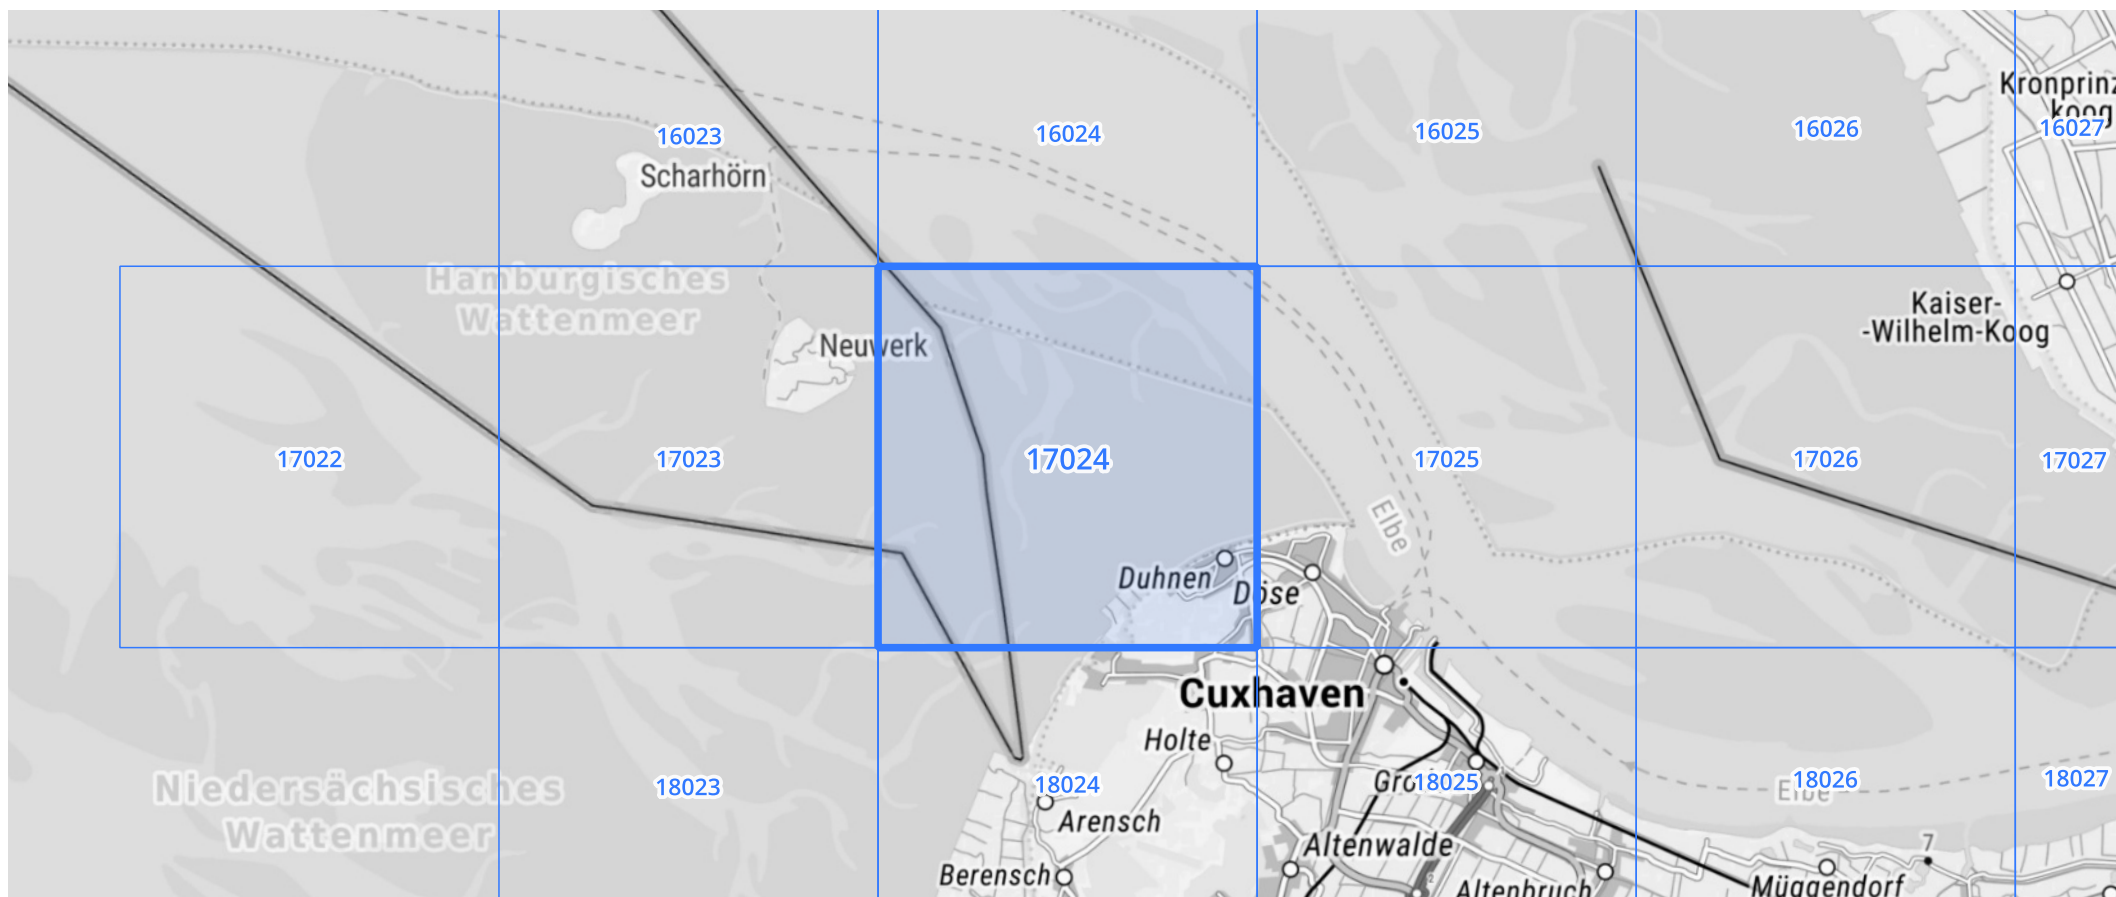 Kronprinz
koog
16023
16024
16025
16026
16027
Scharhörn
Hamburgisches
Wattenmeer
Kaiser-
-Wilhelm-Koog
Neuwerk
17022
17023
17024
17025
17026
17027
Elbe
Duhnen
Döse
Cuxhaven
Holte
Niedersächsisches
Wattenmeer
18023
18024
Gro
18025
18026
18027
Elbe
Arensch
Altenwalde
7
Berensch
2
Altenbruch
Müggendorf